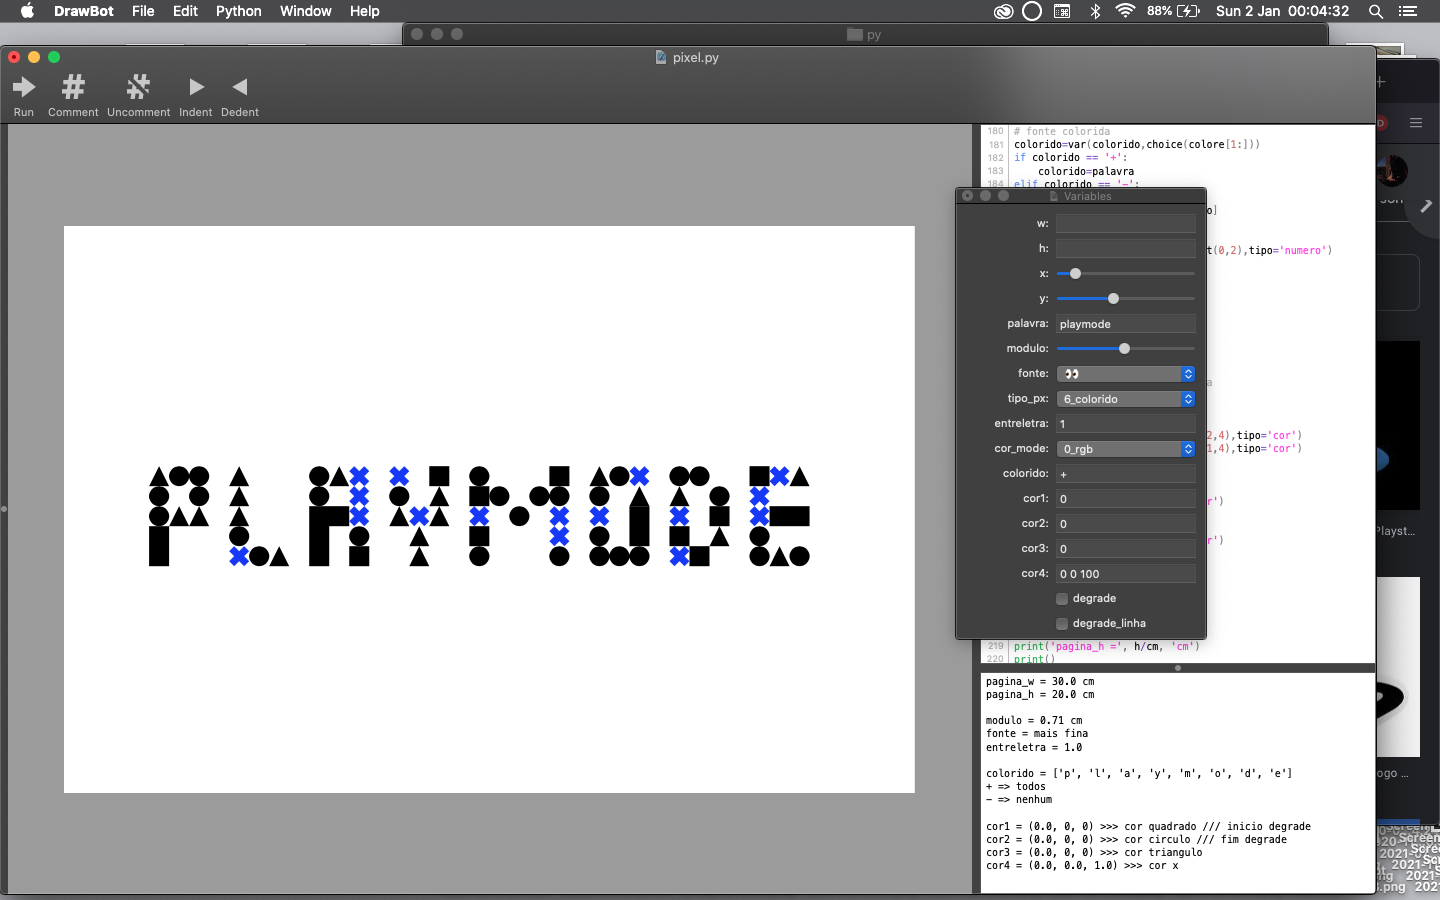 DrawBot File Edit Python Window Help 88% Sun 2 Jan 00:04:32
py
pixel.py
Run Comment Uncomment Indent Dedent
180 # fonte colorida
181 colorido=var(colorido,choice(colore[1:]))
182 if colorido == '+':
183 colorido=palavra
184 elif colorido == '-':
o]
t(0,2),tipo='numero')
a
2,4),tipo='cor')
1,4),tipo='cor')
r')
r')
219 print('pagina_h =', h/cm, 'cm')
220 print()
Variables
w:
h:
x:
y:
palavra: playmode
modulo:
fonte: 👀
tipo_px: 6_colorido
entreletra: 1
cor_mode: 0_rgb
colorido: +
cor1: 0
cor2: 0
cor3: 0
cor4: 0 0 100
degrade
degrade_linha
PLAYMODE
pagina_w = 30.0 cm
pagina_h = 20.0 cm
modulo = 0.71 cm
fonte = mais fina
entreletra = 1.0
colorido = ['p', 'l', 'a', 'y', 'm', 'o', 'd', 'e']
+ => todos
- => nenhum
cor1 = (0.0, 0, 0) >>> cor quadrado /// inicio degrade
cor2 = (0.0, 0, 0) >>> cor circulo /// fim degrade
cor3 = (0.0, 0, 0) >>> cor triangulo
cor4 = (0.0, 0.0, 1.0) >>> cor x
D
Playst...
ogo ...
Screen
2021-